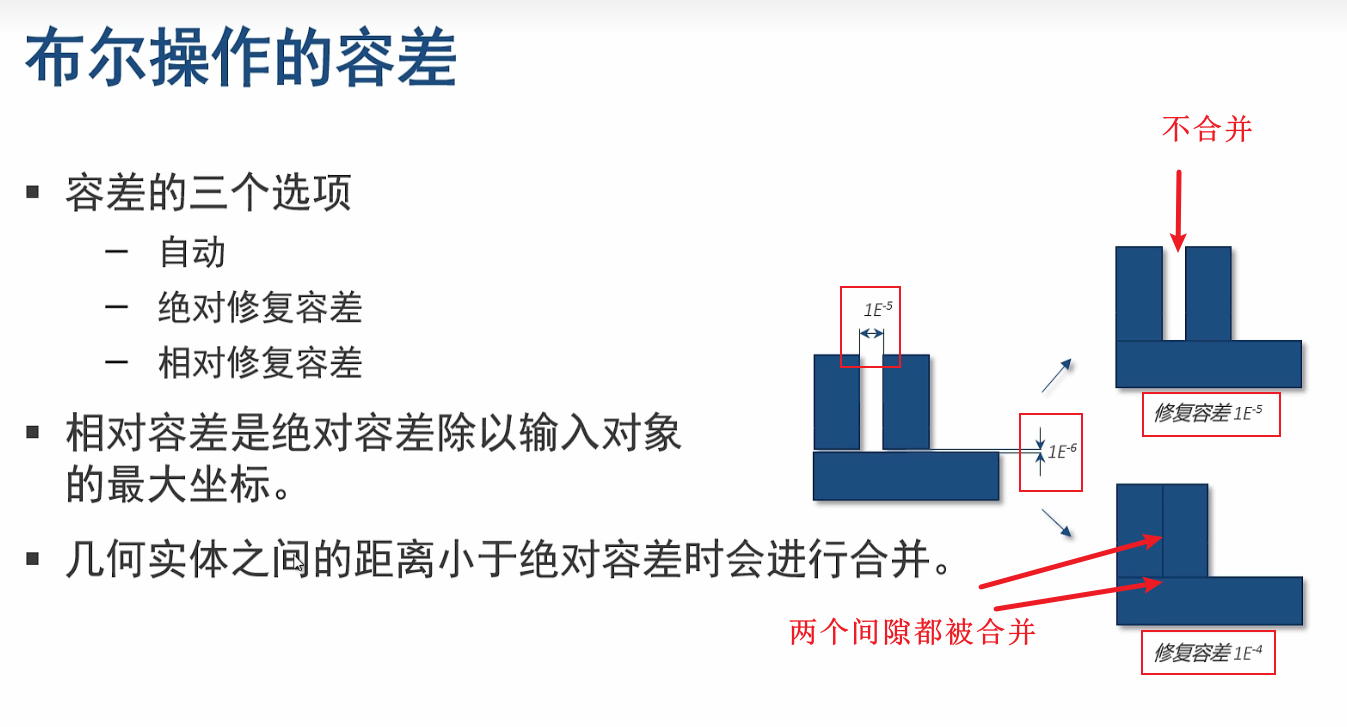 布尔操作的容差
▪ 容差的三个选项
– 自动
– 绝对修复容差
– 相对修复容差
▪ 相对容差是绝对容差除以输入对象
的最大坐标。
▪ 几何实体之间的距离小于绝对容差时会进行合并。
不合并
1E-5
1E-6
修复容差 1E-5
两个间隙都被合并
修复容差 1E-4